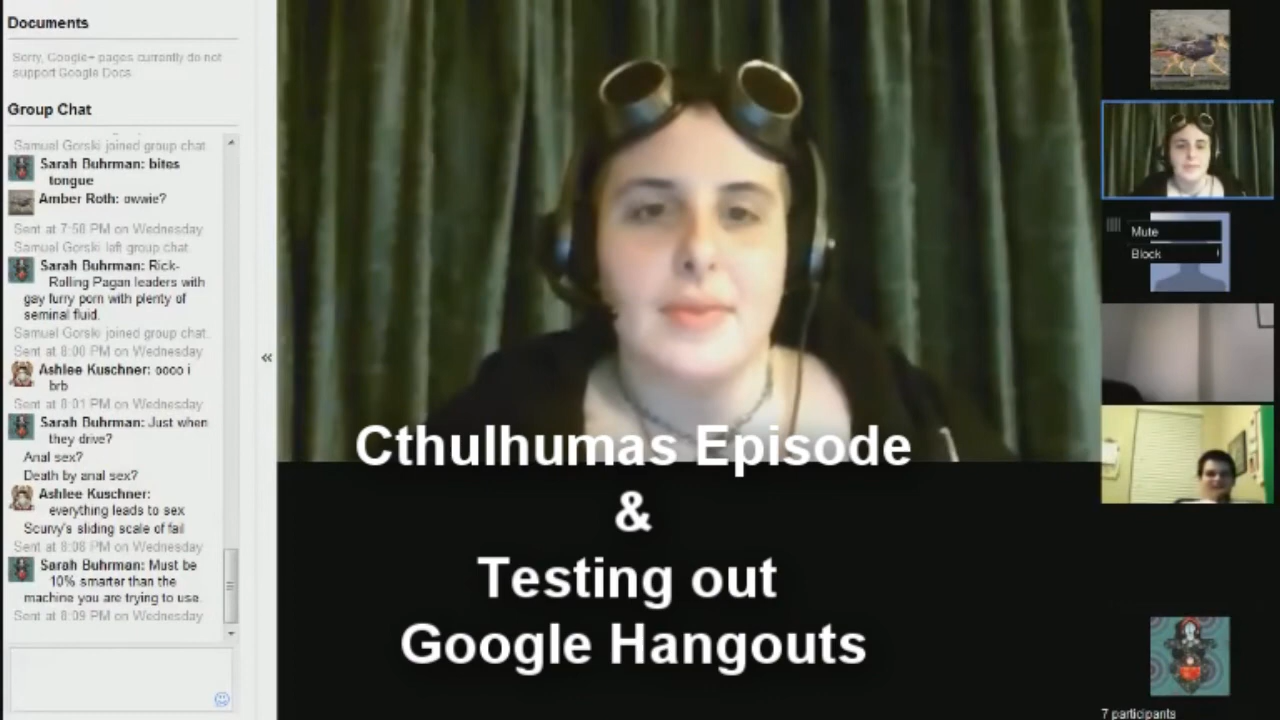 Documents
Sorry, Google+ pages currently do not
support Google Docs
Group Chat
Samuel Gorski joined group chat
Sarah Buhrman: bites
tongue
Amber Roth: owwie?
Sent at 7:58 PM on Wednesday
Samuel Gorski left group chat.
Sarah Buhrman: Rick-
Rolling Pagan leaders with
gay furry porn with plenty of
seminal fluid.
Samuel Gorski joined group chat.
Sent at 8:00 PM on Wednesday
Ashlee Kuschner: oooo i
brb
Sent at 8:01 PM on Wednesday
Sarah Buhrman: Just when
they drive?
Anal sex?
Death by anal sex?
Ashlee Kuschner:
everything leads to sex
Scurvy's sliding scale of fail
Sent at 8:08 PM on Wednesday
Sarah Buhrman: Must be
10% smarter than the
machine you are trying to use.
Sent at 8:09 PM on Wednesday
«
Cthulhumas Episode
&
Testing out
Google Hangouts
Mute
Block
7 participants